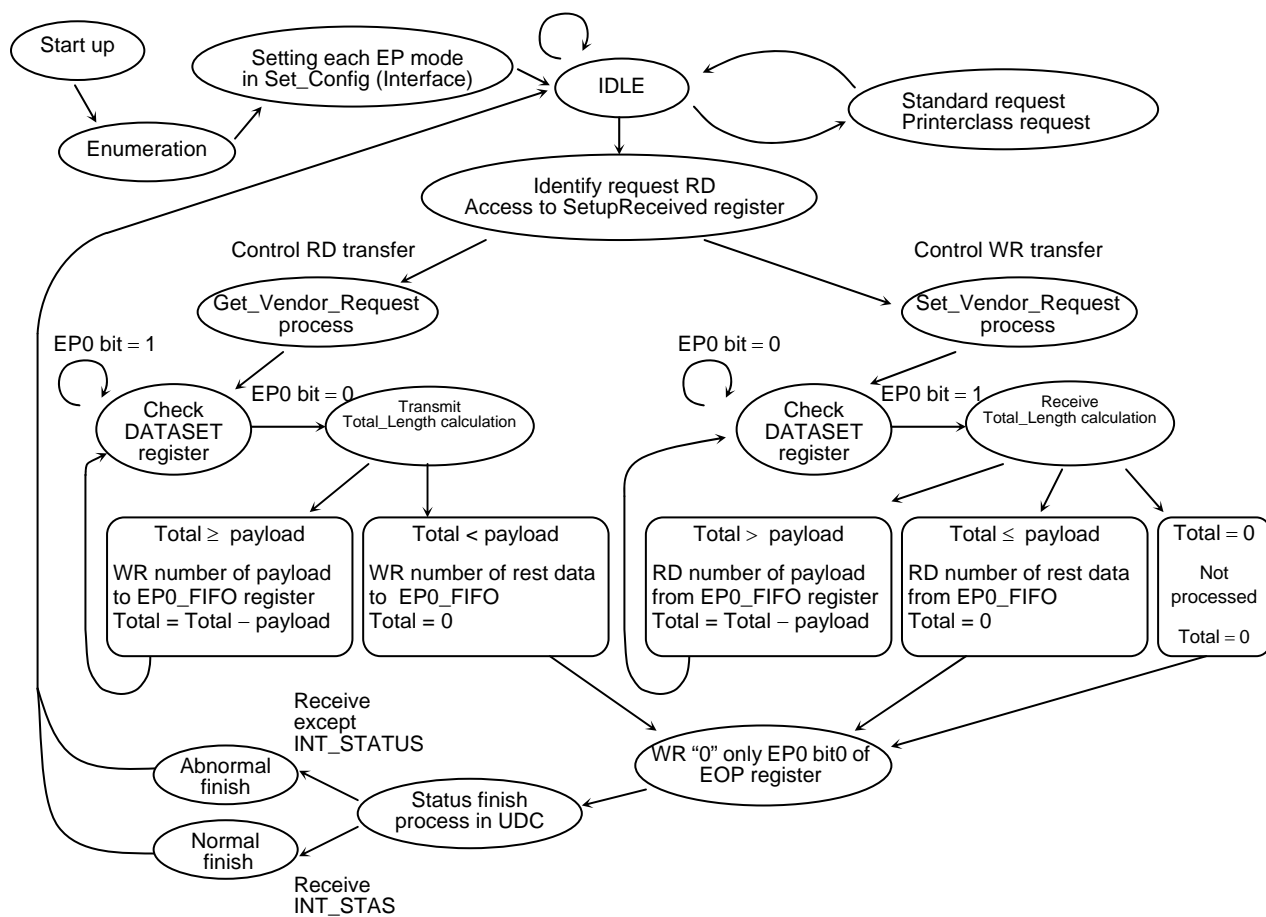 Start up
Setting each EP mode
in Set_Config (Interface)
IDLE
Standard request
Printerclass request
Enumeration
Identify request RD
Access to SetupReceived register
Control RD transfer
Control WR transfer
Get_Vendor_Request
process
Set_Vendor_Request
process
EP0 bit = 1
EP0 bit = 0
Check
DATASET
register
EP0 bit = 0
Transmit
Total_Length calculation
Check
DATASET
register
EP0 bit = 1
Receive
Total_Length calculation
Total ≥ payload
WR number of payload
to EP0_FIFO register
Total = Total − payload
Total < payload
WR number of rest data
to EP0_FIFO
Total = 0
Total > payload
RD number of payload
from EP0_FIFO register
Total = Total − payload
Total ≤ payload
RD number of rest data
from EP0_FIFO
Total = 0
Total = 0
Not
processed
Total = 0
Receive
except
INT_STATUS
WR “0” only EP0 bit0 of
EOP register
Abnormal
finish
Status finish
process in UDC
Normal
finish
Receive
INT_STAS